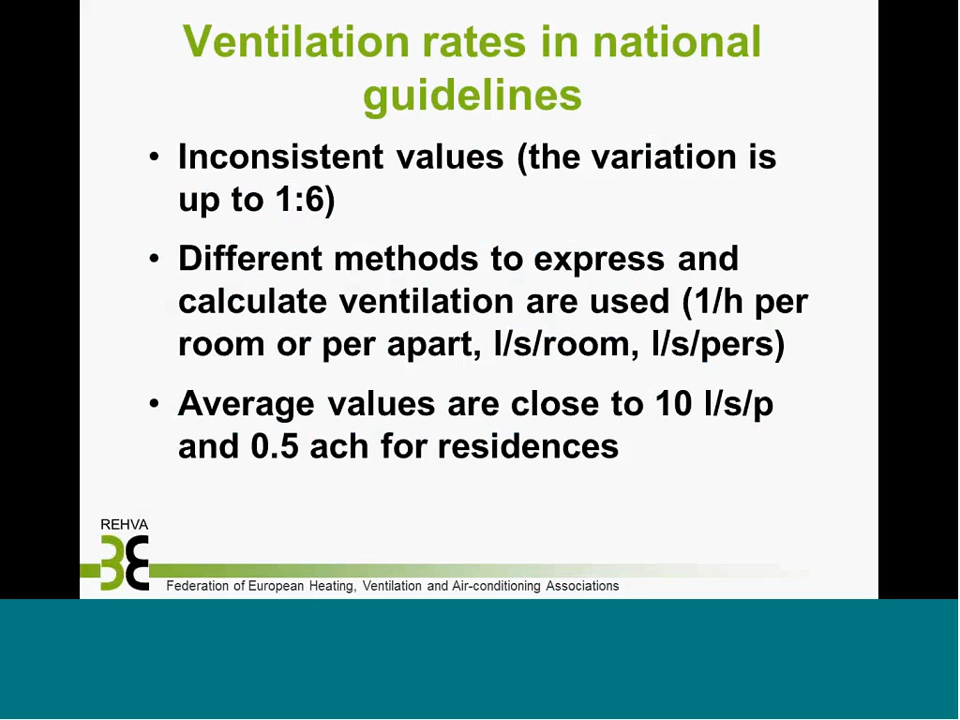 Ventilation rates in national
guidelines
• Inconsistent values (the variation is
up to 1:6)
• Different methods to express and
calculate ventilation are used (1/h per
room or per apart, l/s/room, l/s/pers)
• Average values are close to 10 l/s/p
and 0.5 ach for residences
REHVA
Federation of European Heating, Ventilation and Air-conditioning Associations